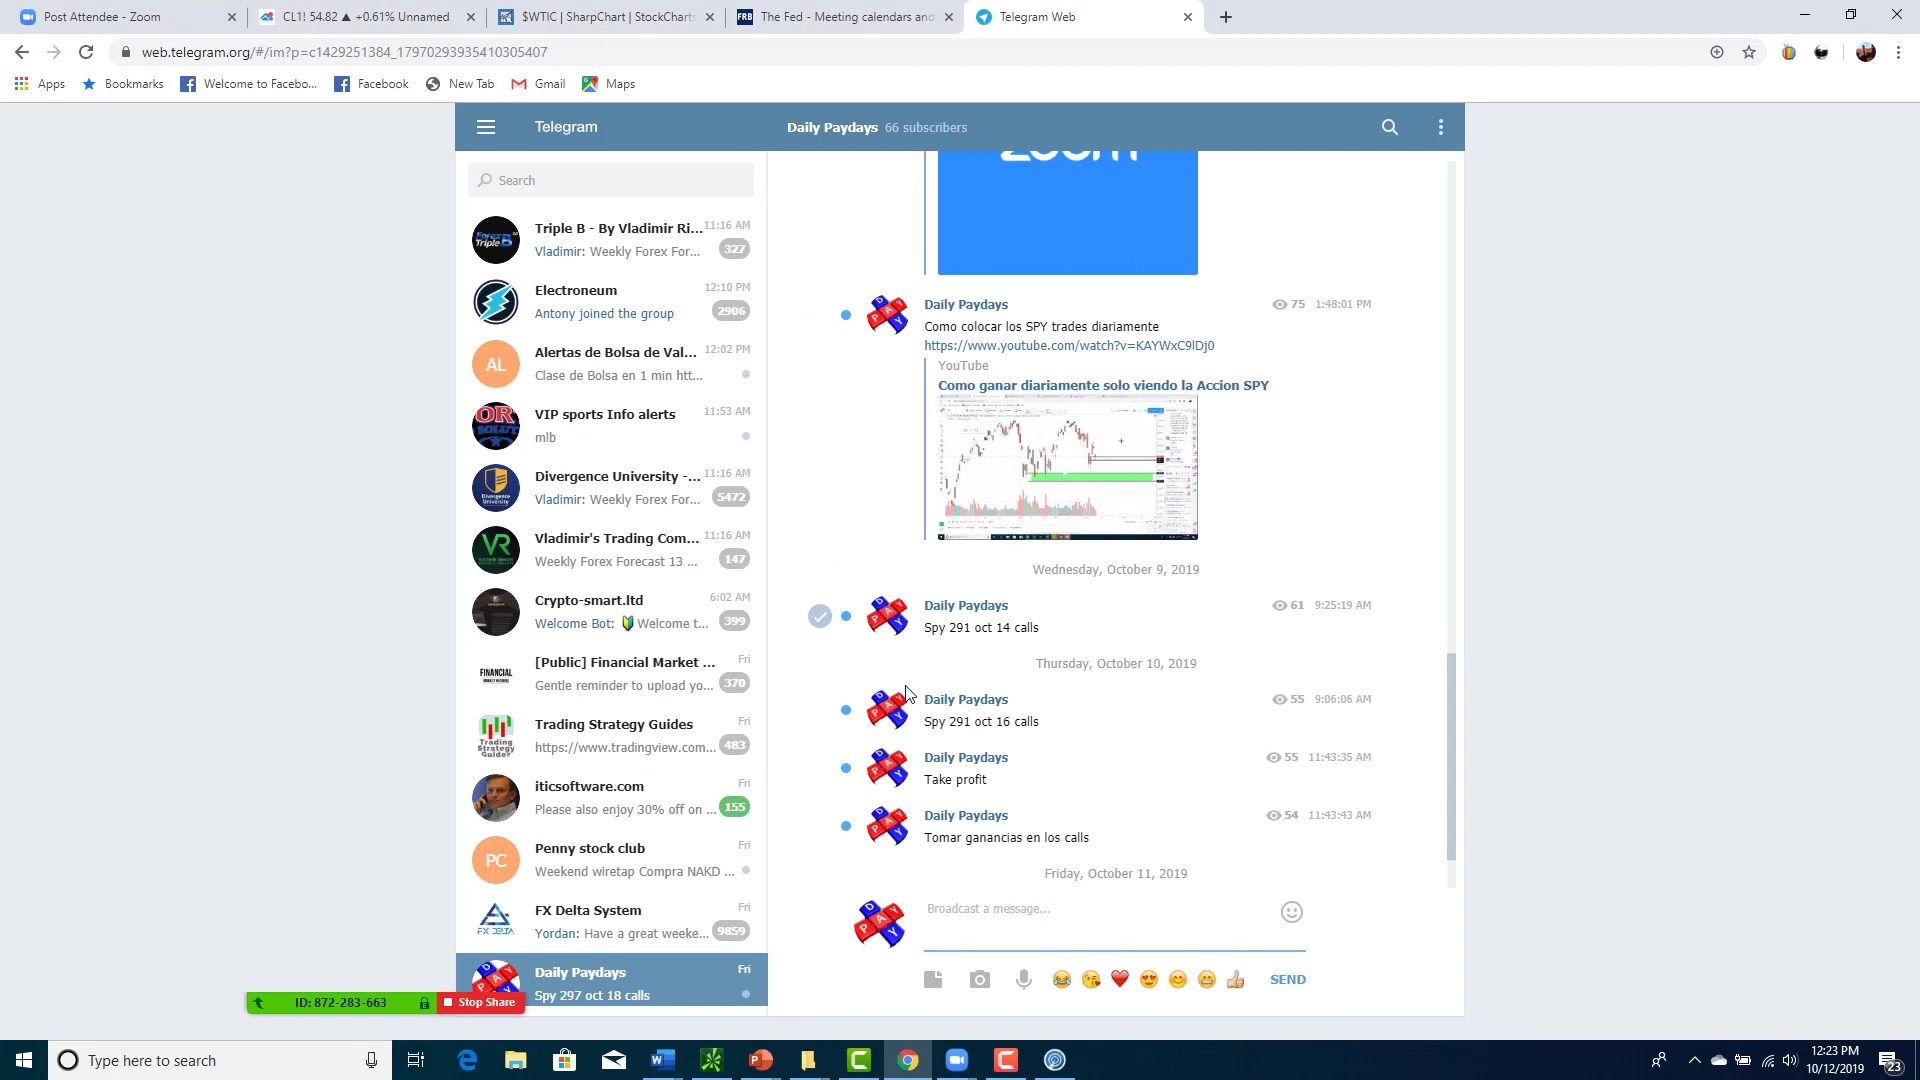 Post Attendee - Zoom
CL1! 54.82 ▲ +0.61% Unnamed
$WTIC | SharpChart | StockCharts
FRB
The Fed - Meeting calendars and
Telegram Web
web.telegram.org/#/im?p=c1429251384_17970293935410305407
Apps
Bookmarks
Welcome to Facebo...
Facebook
New Tab
Gmail
Maps
Telegram
Daily Paydays 66 subscribers
Search
Triple B - By Vladimir Ri... 11:16 AM
Vladimir: Weekly Forex For... 327
Electroneum 12:10 PM
Antony joined the group 2906
AL
Alertas de Bolsa de Val... 12:02 PM
Clase de Bolsa en 1 min htt...
VIP sports Info alerts 11:53 AM
mlb
Divergence University -... 11:16 AM
Vladimir: Weekly Forex For... 5472
VR
Vladimir's Trading Com... 11:16 AM
Weekly Forex Forecast 13 ... 147
Crypto-smart.ltd 6:02 AM
Welcome Bot: 🔰Welcome t... 399
FINANCIAL
[Public] Financial Market ... Fri
Gentle reminder to upload yo... 370
Trading
Strategy
Guides
Trading Strategy Guides Fri
https://www.tradingview.com... 483
iticsoftware.com Fri
Please also enjoy 30% off on ... 155
PC
Penny stock club Fri
Weekend wiretap Compra NAKD ...
FX DELTA
FX Delta System Fri
Yordan: Have a great weeke... 9859
Daily Paydays Fri
Spy 297 oct 18 calls
zoom
Daily Paydays 75 1:48:01 PM
Como colocar los SPY trades diariamente
https://www.youtube.com/watch?v=KAYWxC9lDj0
YouTube
Como ganar diariamente solo viendo la Accion SPY
Wednesday, October 9, 2019
Daily Paydays 61 9:25:19 AM
Spy 291 oct 14 calls
Thursday, October 10, 2019
Daily Paydays 55 9:06:06 AM
Spy 291 oct 16 calls
Daily Paydays 55 11:43:35 AM
Take profit
Daily Paydays 54 11:43:43 AM
Tomar ganancias en los calls
Friday, October 11, 2019
Broadcast a message...
SEND
ID: 872-283-663
Stop Share
Type here to search
12:23 PM
10/12/2019
23